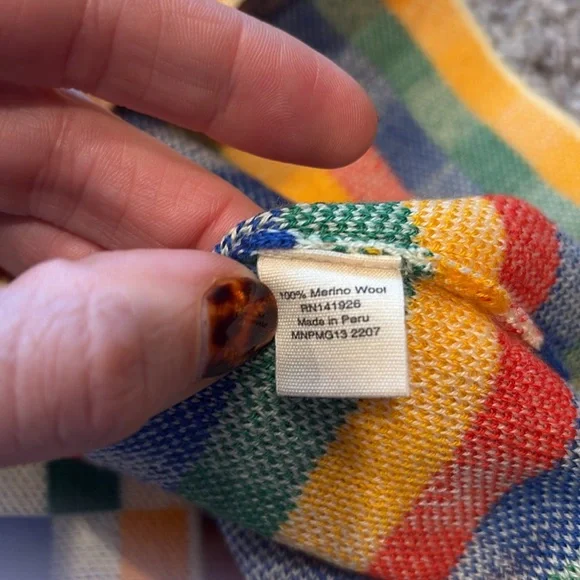 100% Merino Wool
RN141926
Made in Peru
MNPMG13 2207